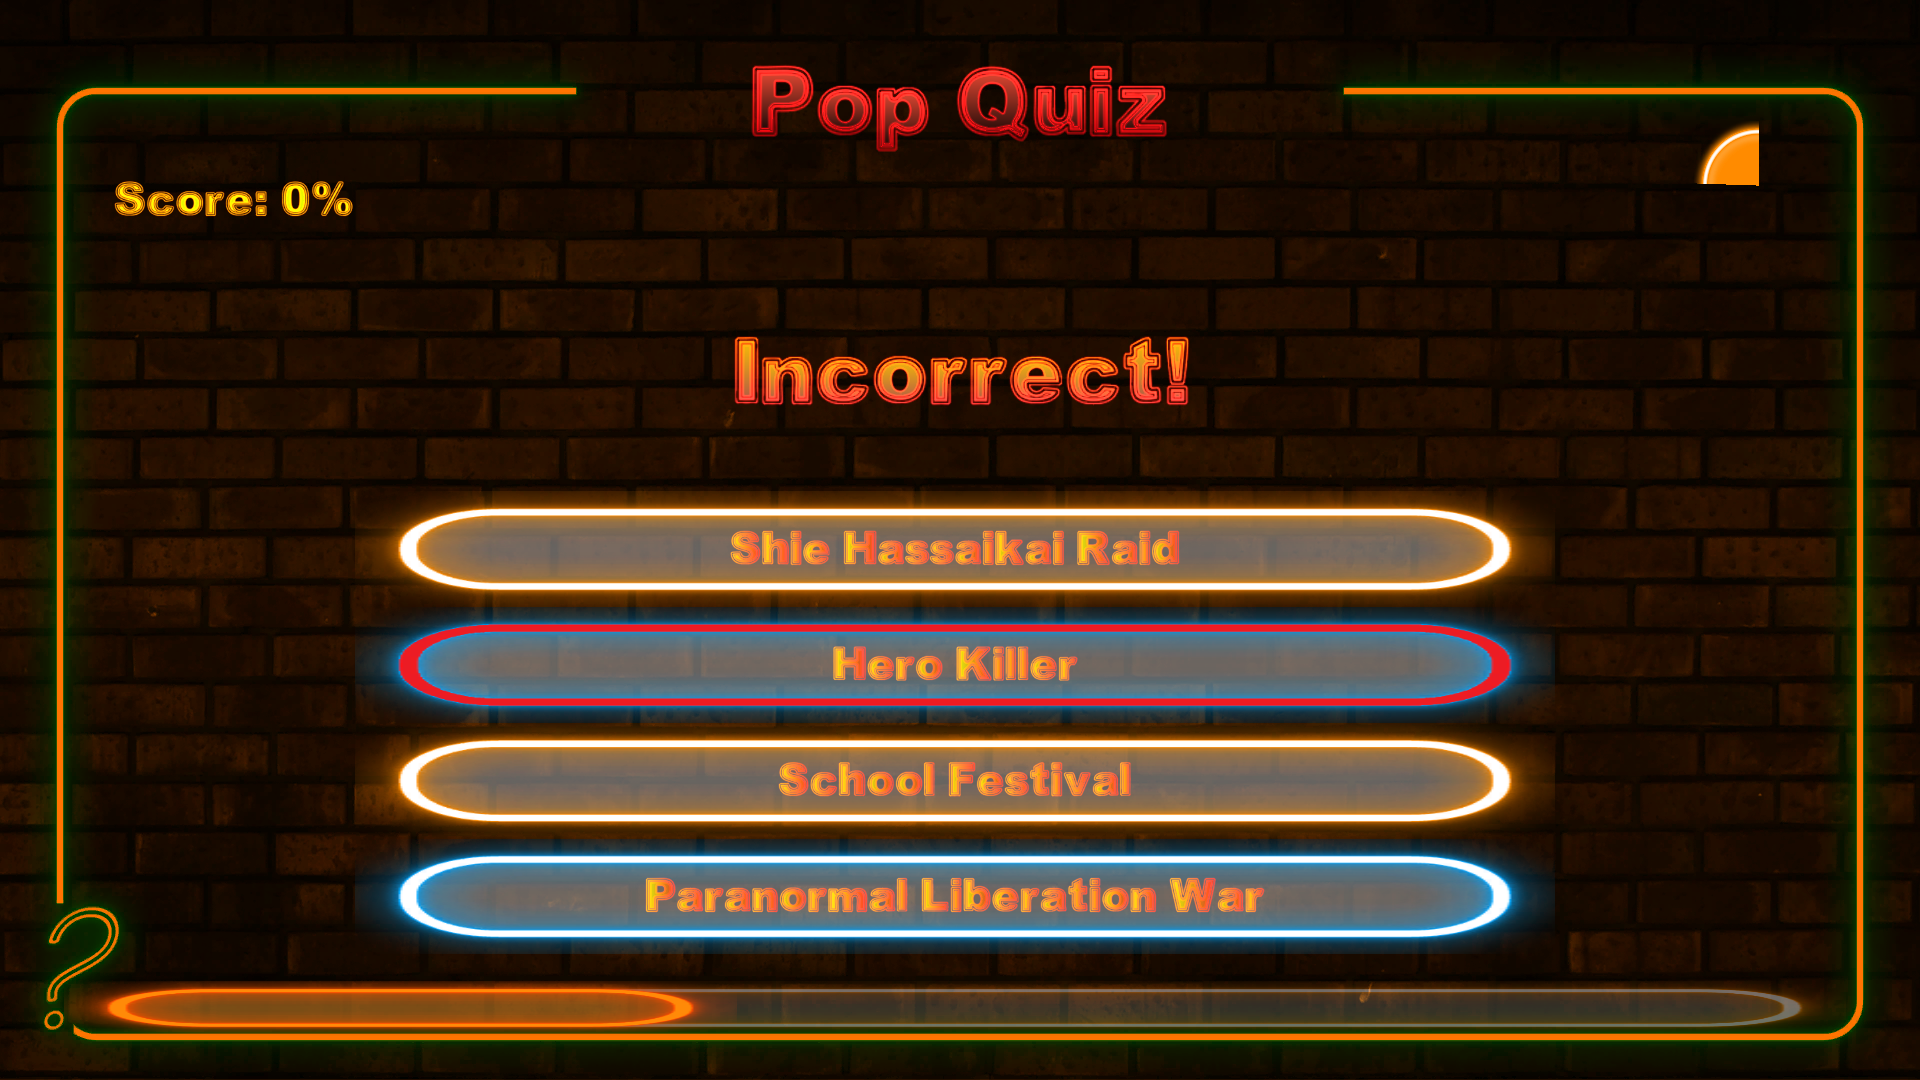 Pop Quiz
Score: 0%
Incorrect!
Shie Hassaikai Raid
Hero Killer
School Festival
Paranormal Liberation War
?